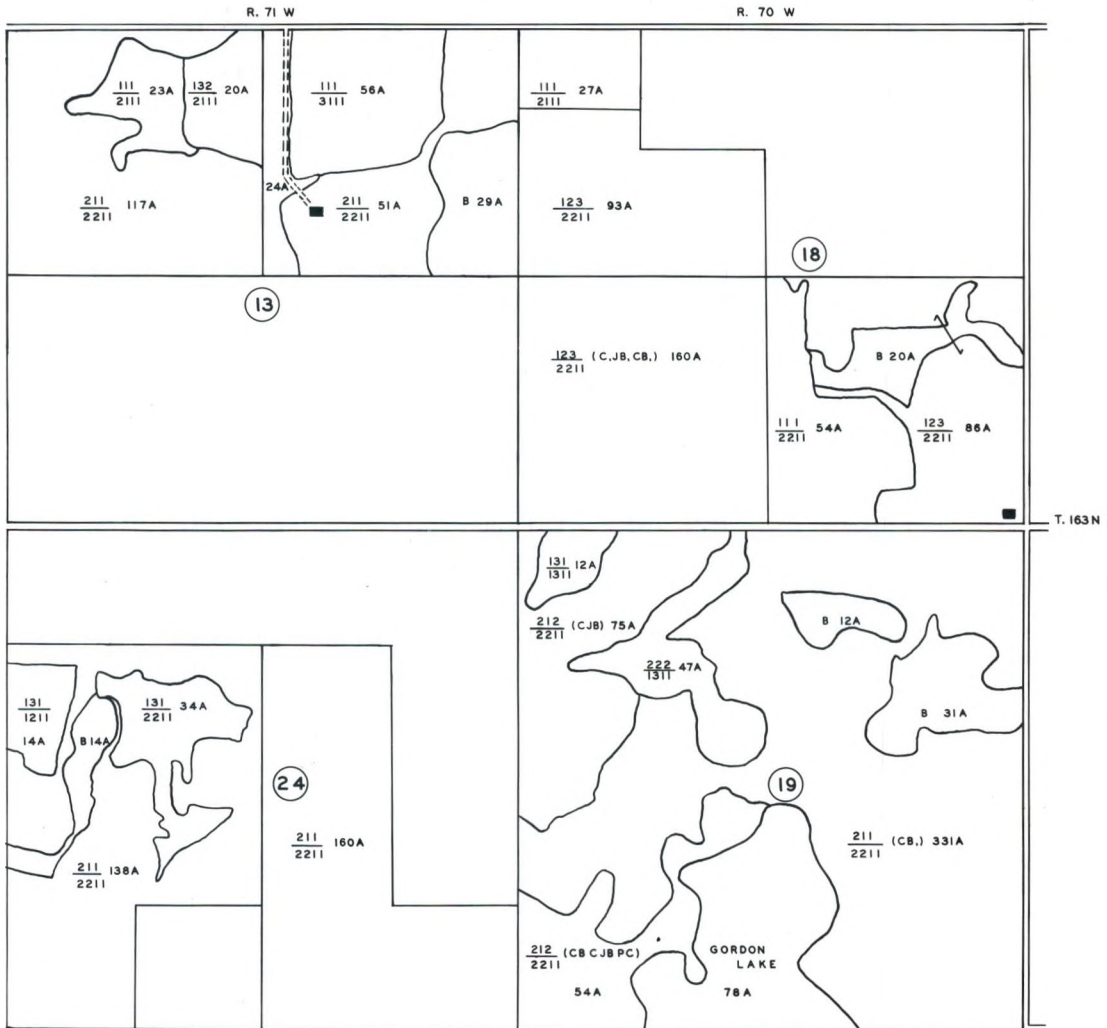 R. 71 W
R. 70 W
111
2111 23A
132
2111 20A
111
3111 56A
111
2111 27A
211
2211 117A
24A
211
2211 51A
B 29A
123
2211 93A
18
13
123
2211 (C,JB,CB,) 160A
B 20A
111
2211 54A
123
2211 86A
T. 163 N
131
1311 12A
212
2211 (CJB) 75A
B 12A
222
1311 47A
131
1211
14A
B 14A
131
2211 34A
B 31A
24
19
211
2211 160A
211
2211 (CB,) 331A
211
2211 138A
212
2211 (CB CJB PC)
54A
GORDON
LAKE
78A